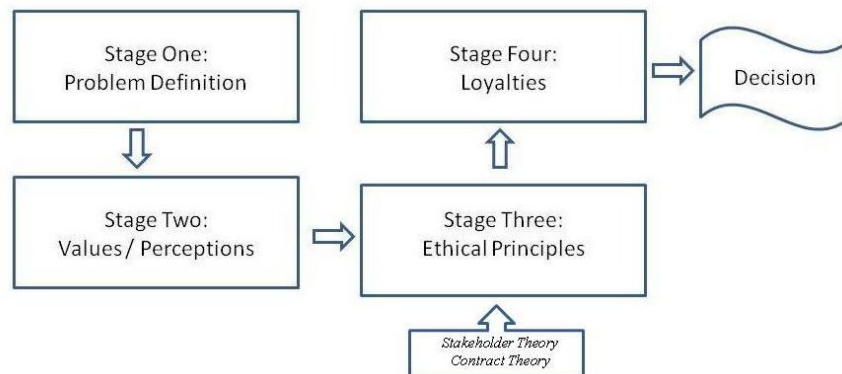 Stage One:
Problem Definition
Stage Two:
Values / Perceptions
Stage Three:
Ethical Principles
Stakeholder Theory
Contract Theory
Stage Four:
Loyalties
Decision